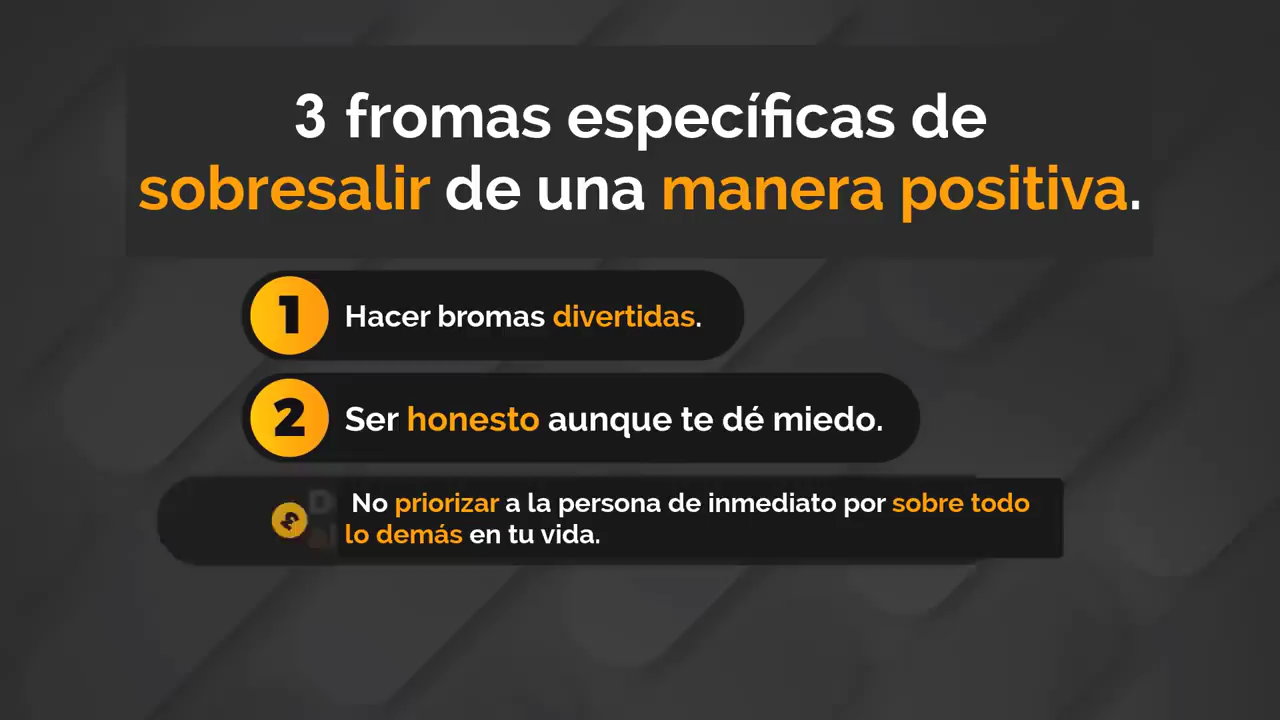 3 fromas específicas de
sobresalir de una manera positiva.
1 Hacer bromas divertidas.
2 Ser honesto aunque te dé miedo.
3 No priorizar a la persona de inmediato por sobre todo
lo demás en tu vida.